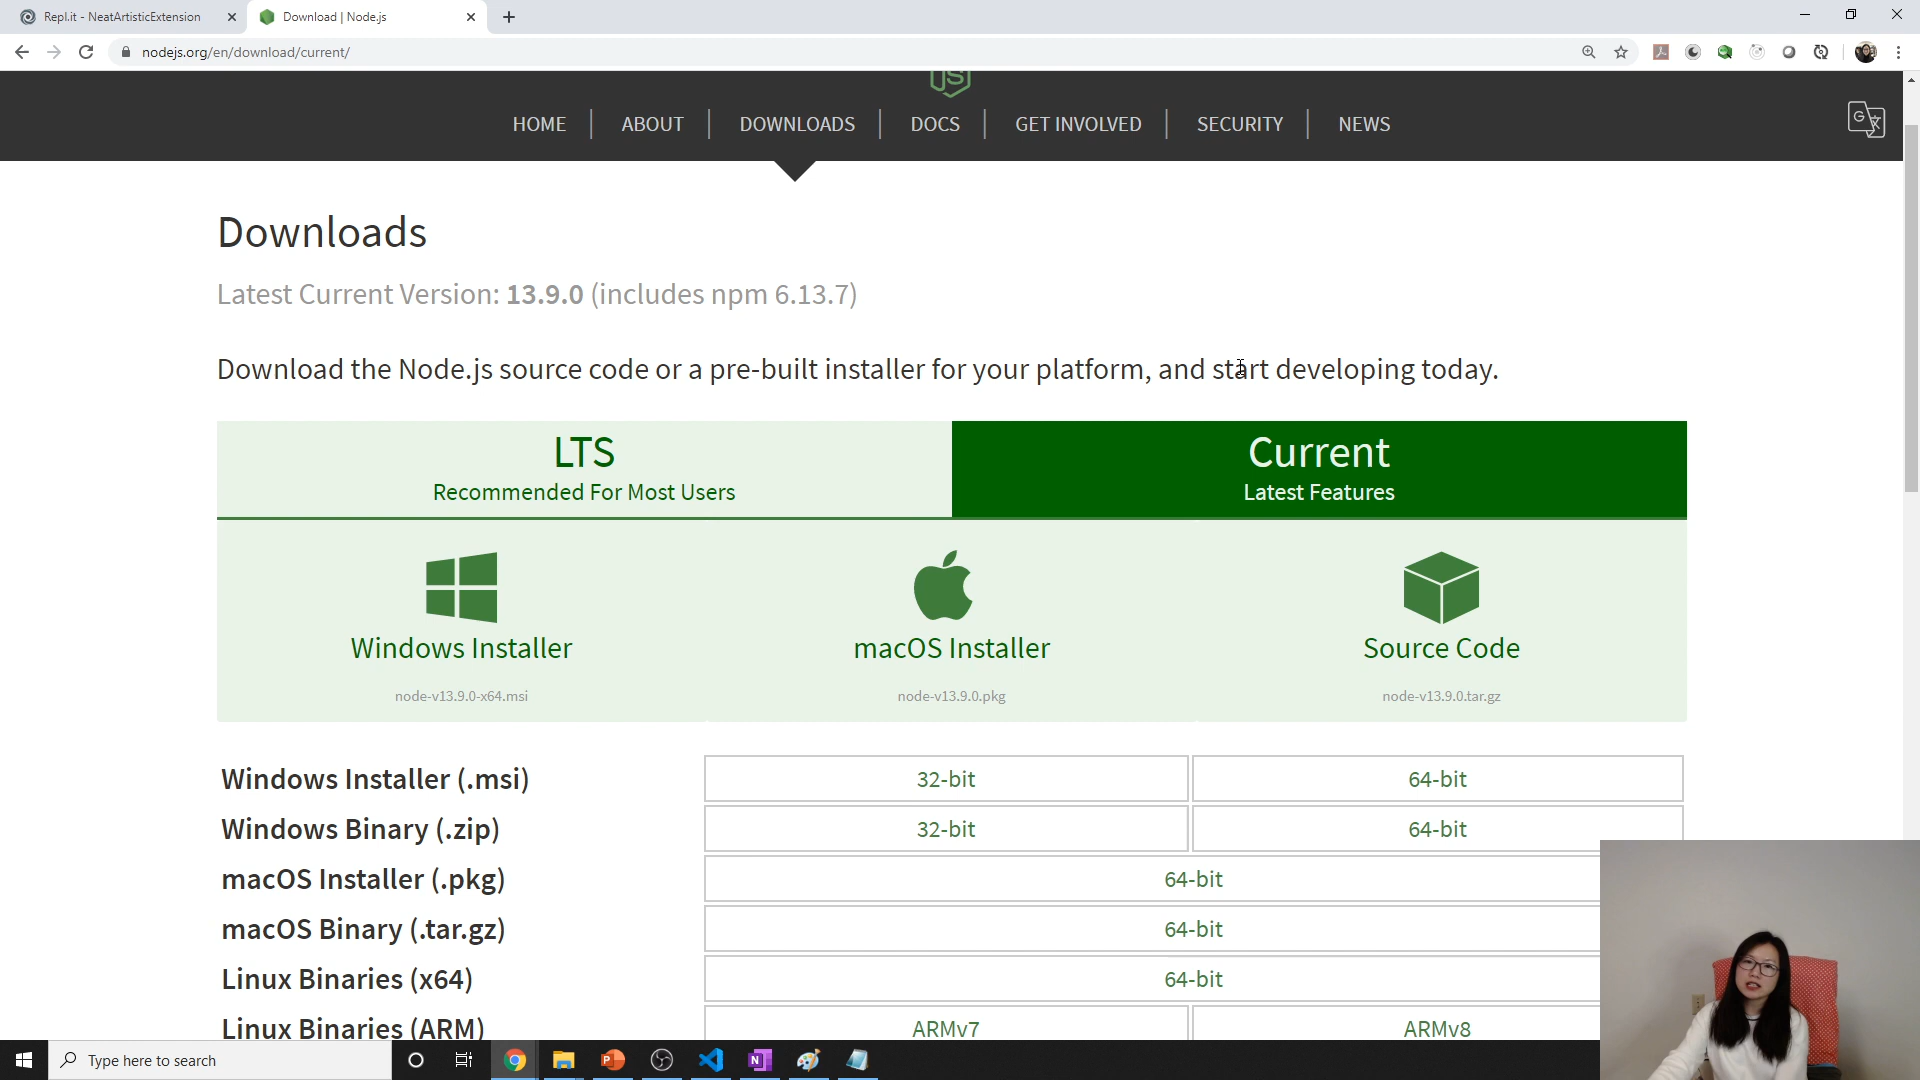 Repl.it - NeatArtisticExtension
Download | Node.js
nodejs.org/en/download/current/
JS
HOME
ABOUT
DOWNLOADS
DOCS
GET INVOLVED
SECURITY
NEWS
Downloads
Latest Current Version: 13.9.0 (includes npm 6.13.7)
Download the Node.js source code or a pre-built installer for your platform, and start developing today.
LTS
Recommended For Most Users
Current
Latest Features
Windows Installer
node-v13.9.0-x64.msi
macOS Installer
node-v13.9.0.pkg
Source Code
node-v13.9.0.tar.gz
Windows Installer (.msi)
32-bit
64-bit
Windows Binary (.zip)
32-bit
64-bit
macOS Installer (.pkg)
64-bit
macOS Binary (.tar.gz)
64-bit
Linux Binaries (x64)
64-bit
Linux Binaries (ARM)
ARMv7
ARMv8
Type here to search